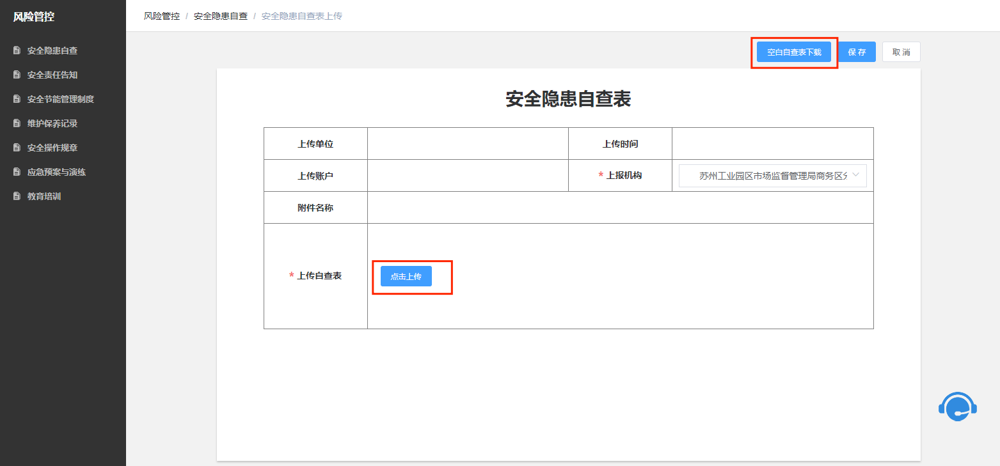 风险管控
风险管控 / 安全隐患自查 / 安全隐患自查表上传
安全隐患自查
安全责任告知
安全节能管理制度
维护保养记录
安全操作规章
应急预案与演练
教育培训
空白自查表下载 保存 取消
安全隐患自查表
上传单位 上传时间
上传账户 * 上报机构 苏州工业园区市场监督管理局商务区分
附件名称
* 上传自查表 点击上传